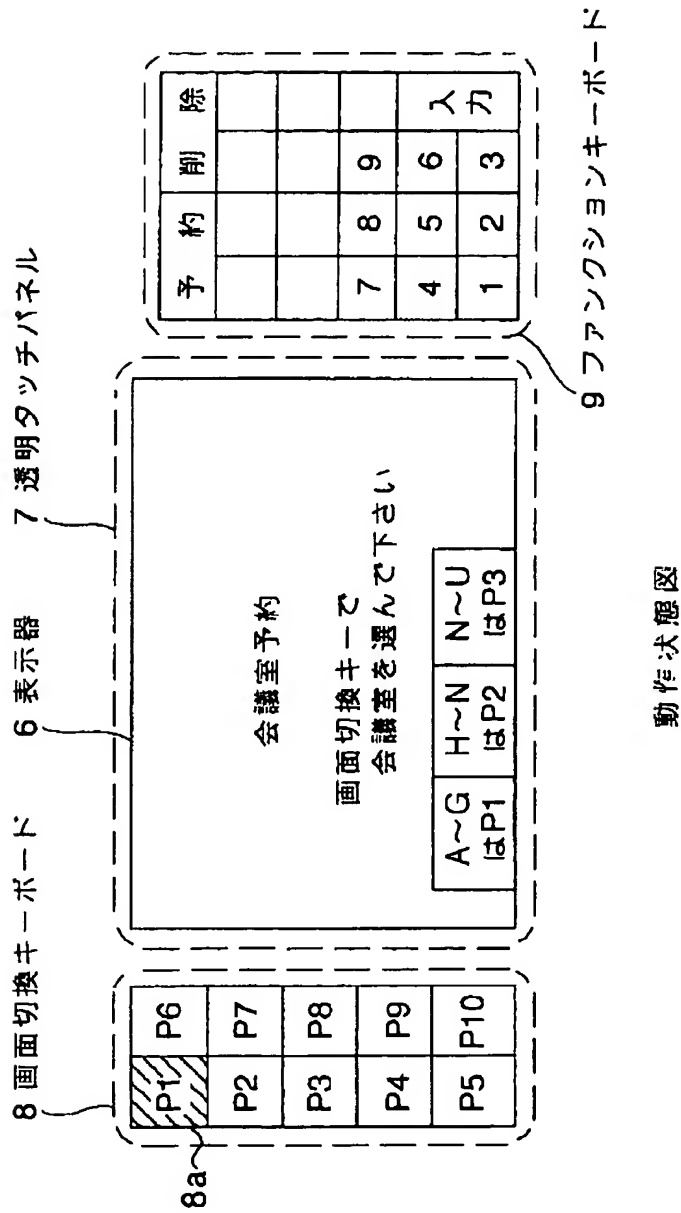 8 画面切換キーボード
6 表示器
7 透明タッチパネル
P1 P6
P2 P7
P3 P8
P4 P9
P5 P10
8a
会議室予約
画面切換キーで
会議室を選んで下さい
A~G
はP1
H~N
はP2
N~U
はP3
予約 削除
7 8 9
4 5 6
1 2 3
入力
9 ファンクションキーボード
動作状態図